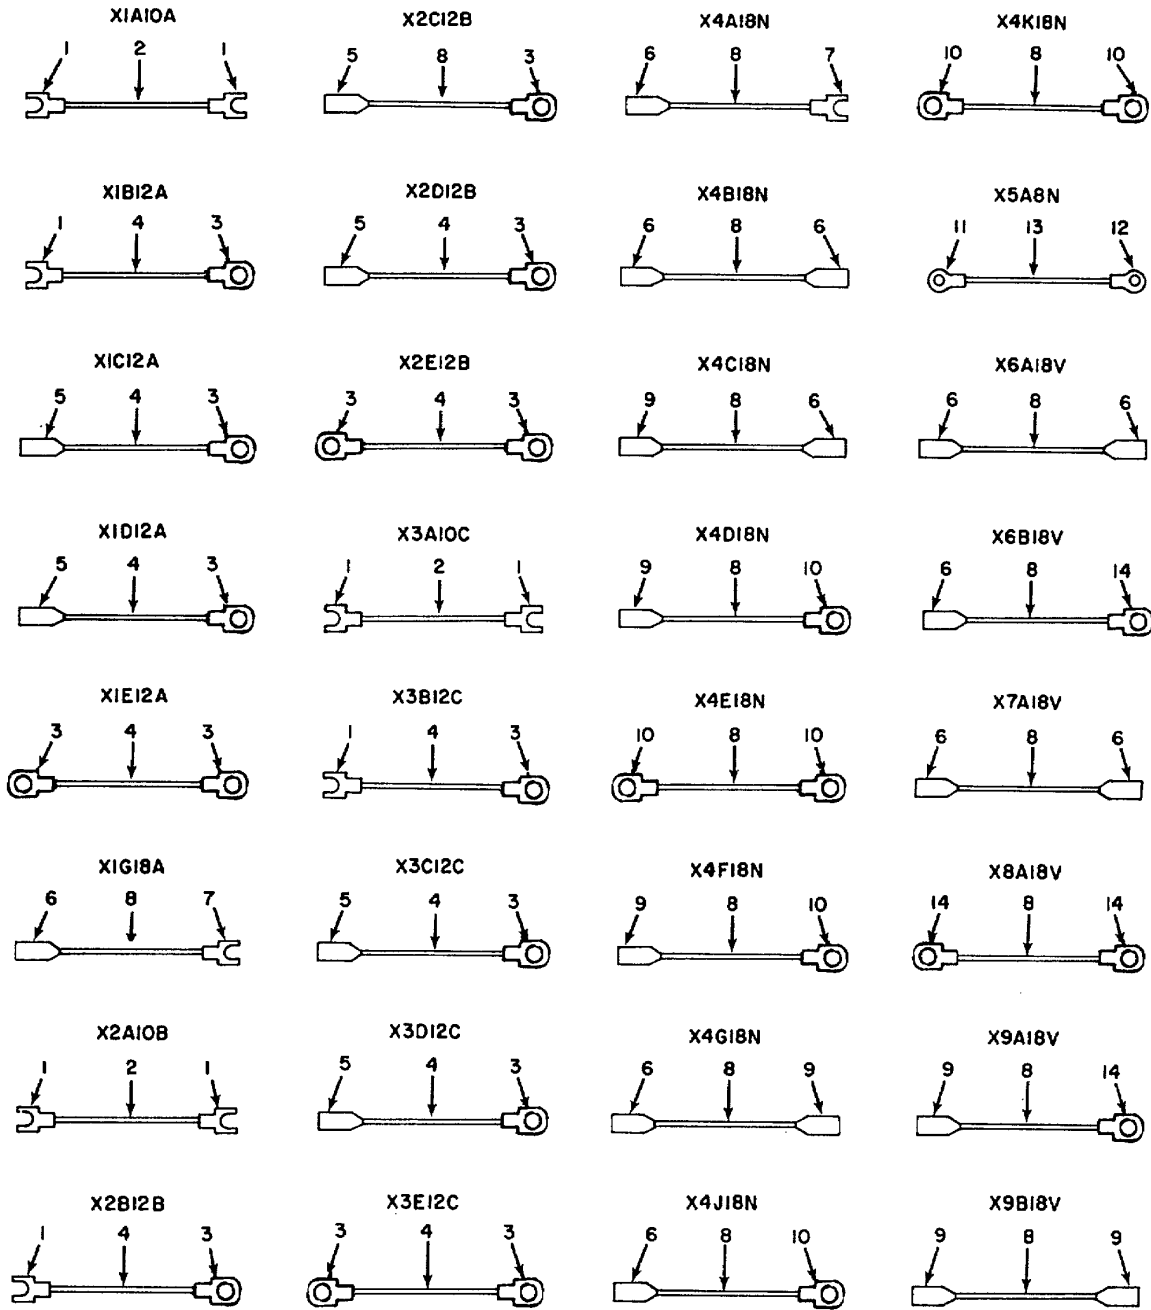 X1A10A
1 2 1
X2C12B
5 8 3
X4A18N
6 8 7
X4K18N
10 8 10
X1B12A
1 4 3
X2D12B
5 4 3
X4B18N
6 8 6
X5A8N
11 13 12
X1C12A
5 4 3
X2E12B
3 4 3
X4C18N
9 8 6
X6A18V
6 8 6
X1D12A
5 4 3
X3A10C
1 2 1
X4D18N
9 8 10
X6B18V
6 8 14
X1E12A
3 4 3
X3B12C
1 4 3
X4E18N
10 8 10
X7A18V
6 8 6
X1G18A
6 8 7
X3C12C
5 4 3
X4F18N
9 8 10
X8A18V
14 8 14
X2A10B
1 2 1
X3D12C
5 4 3
X4G18N
6 8 9
X9A18V
9 8 14
X2B12B
1 4 3
X3E12C
3 4 3
X4J18N
6 8 10
X9B18V
9 8 9